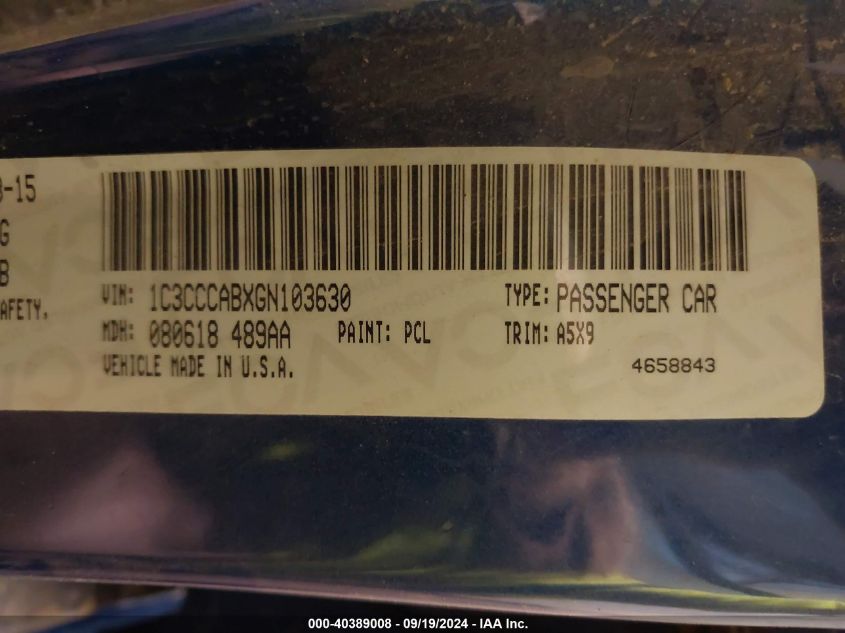 8-15
G
B
AFETY,
VIN: 1C3CCCABXGN103630 TYPE: PASSENGER CAR
MDH: 080618 489AA PAINT: PCL TRIM: A5X9
VEHICLE MADE IN U.S.A. 4658843
000-40389008 - 09/19/2024 - IAA Inc.